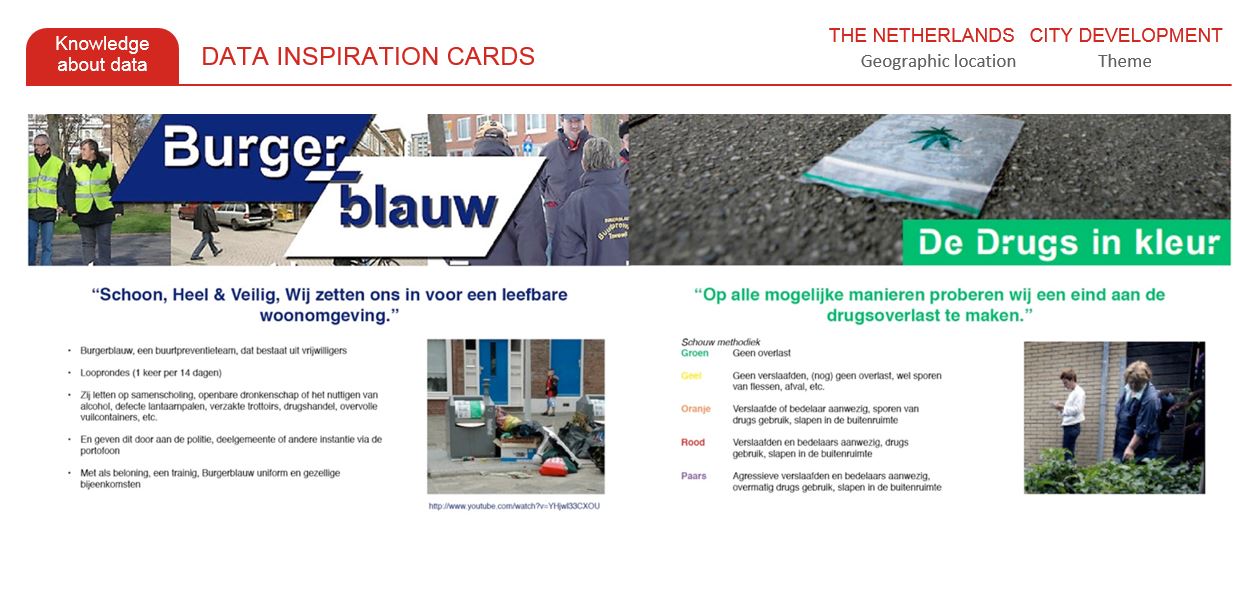 Knowledge
about data
DATA INSPIRATION CARDS
THE NETHERLANDS
Geographic location
CITY DEVELOPMENT
Theme
Burger
blauw
De Drugs in kleur
“Schoon, Heel & Veilig, Wij zetten ons in voor een leefbare
woonomgeving.”
• Burgerblauw, een buurtpreventieteam, dat bestaat uit vrijwilligers
• Looprondes (1 keer per 14 dagen)
• Zij letten op samenscholing, openbare dronkenschap of het nuttigen van
alcohol, defecte lantaarnpalen, verzakte trottoirs, drugshandel, overvolle
vuilcontainers, etc.
• En geven dit door aan de politie, deelgemeente of andere instantie via de
portofoon
• Met als beloning, een trainig, Burgerblauw uniform en gezellige
bijeenkomsten
http://www.youtube.com/watch?v=YHjwl33CXOU
“Op alle mogelijke manieren proberen wij een eind aan de
drugsoverlast te maken.”
Schouw methodiek
Groen Geen overlast
Geel Geen verslaafden, (nog) geen overlast, wel sporen
van flessen, afval, etc.
Oranje Verslaafde of bedelaar aanwezig, sporen van
drugs gebruik, slapen in de buitenruimte
Rood Verslaafden en bedelaars aanwezig, drugs
gebruik, slapen in de buitenruimte
Paars Agressieve verslaafden en bedelaars aanwezig,
overmatig drugs gebruik, slapen in de buitenruimte